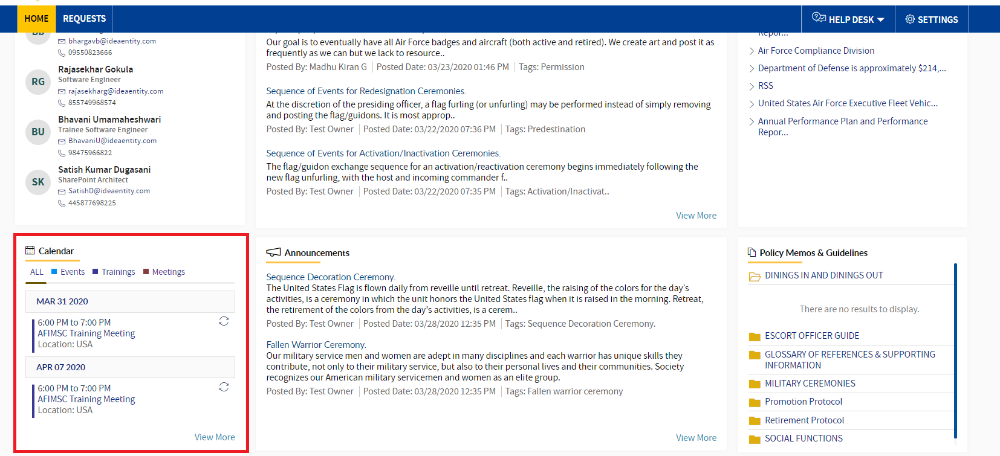 HOME
REQUESTS
HELP DESK
SETTINGS
bhargavb@ideaentity.com
09550823666
RG
Rajasekhar Gokula
Software Engineer
rajasekharg@ideaentity.com
855749968574
BU
Bhavani Umamaheshwari
Trainee Software Engineer
BhavaniU@ideaentity.com
98475966822
SK
Satish Kumar Dugasani
SharePoint Architect
SatishD@ideaentity.com
445877698225
Our goal is to eventually have all Air Force badges and aircraft (both active and retired). We create art and post it as
frequently as we can but we lack to resource..
Posted By: Madhu Kiran G | Posted Date: 03/23/2020 01:46 PM | Tags: Permission
Sequence of Events for Redesignation Ceremonies.
At the discretion of the presiding officer, a flag furling (or unfurling) may be performed instead of simply removing
and posting the flag/guidons. It is most approp..
Posted By: Test Owner | Posted Date: 03/22/2020 07:36 PM | Tags: Predestination
Sequence of Events for Activation/Inactivation Ceremonies.
The flag/guidon exchange sequence for an activation/reactivation ceremony begins immediately following the
new flag unfurling, with the host and incoming commander f..
Posted By: Test Owner | Posted Date: 03/22/2020 07:35 PM | Tags: Activation/Inactivat..
View More
Repor...
Air Force Compliance Division
Department of Defense is approximately $214,...
RSS
United States Air Force Executive Fleet Vehic...
Annual Performance Plan and Performance
Repor...
Calendar
ALL Events Trainings Meetings
MAR 31 2020
6:00 PM to 7:00 PM
AFIMSC Training Meeting
Location: USA
APR 07 2020
6:00 PM to 7:00 PM
AFIMSC Training Meeting
Location: USA
View More
Announcements
Sequence Decoration Ceremony.
The United States Flag is flown daily from reveille until retreat. Reveille, the raising of the colors for the day's
activities, is a ceremony in which the unit honors the United States flag when it is raised in the morning. Retreat,
the retirement of the colors from the day's activities, is a cerem..
Posted By: Test Owner | Posted Date: 03/28/2020 12:35 PM | Tags: Sequence Decoration Ceremony.
Fallen Warrior Ceremony.
Our military service men and women are adept in many disciplines and each warrior has unique skills they
contribute, not only to their military service, but also to their personal lives and their communities. Society
recognizes our American military servicemen and women as an elite group.
Posted By: Test Owner | Posted Date: 03/28/2020 12:35 PM | Tags: Fallen warrior ceremony
View More
Policy Memos & Guidelines
DININGS IN AND DININGS OUT
There are no results to display.
ESCORT OFFICER GUIDE
GLOSSARY OF REFERENCES & SUPPORTING
INFORMATION
MILITARY CEREMONIES
Promotion Protocol
Retirement Protocol
SOCIAL FUNCTIONS